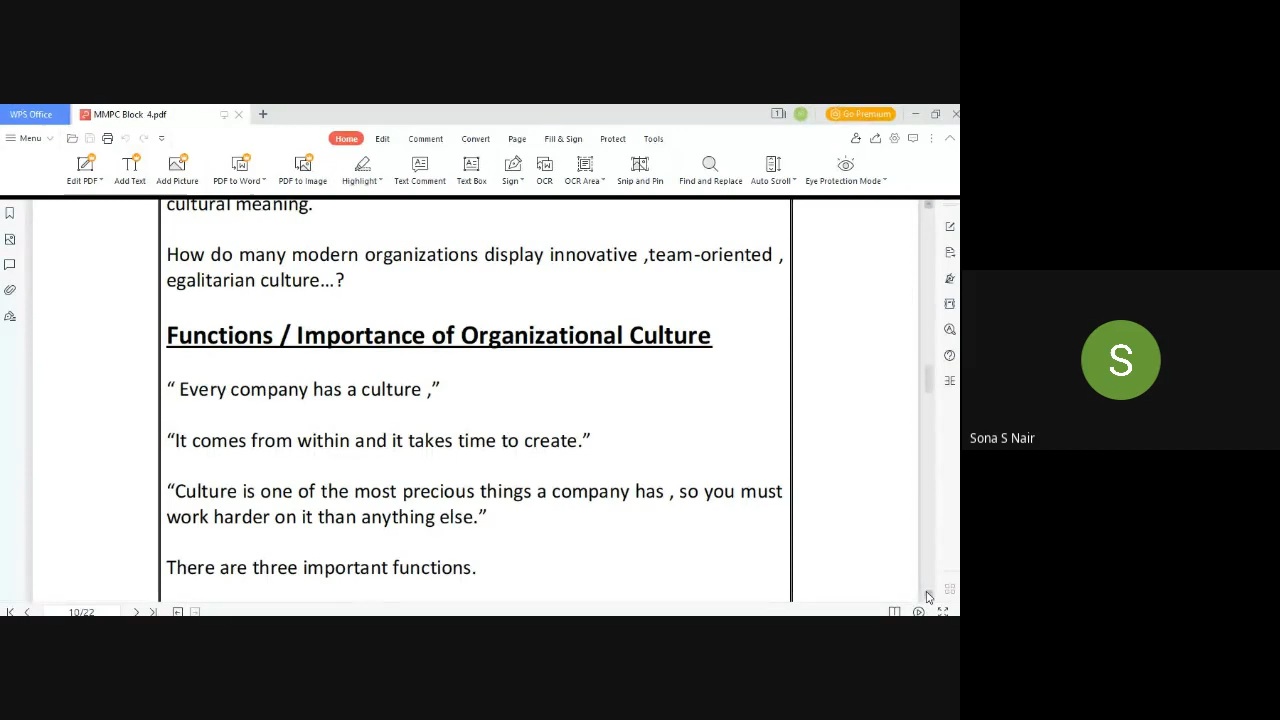 WPS Office
MMPC Block 4.pdf
Go Premium
Menu
Home Edit Comment Convert Page Fill & Sign Protect Tools
Edit PDF Add Text Add Picture PDF to Word PDF to Image Highlight Text Comment Text Box Sign OCR OCR Area Snip and Pin Find and Replace Auto Scroll Eye Protection Mode
cultural meaning.
How do many modern organizations display innovative ,team-oriented ,
egalitarian culture...?
Functions / Importance of Organizational Culture
“ Every company has a culture ,”
“It comes from within and it takes time to create.”
“Culture is one of the most precious things a company has , so you must
work harder on it than anything else.”
There are three important functions.
10/22
S
Sona S Nair